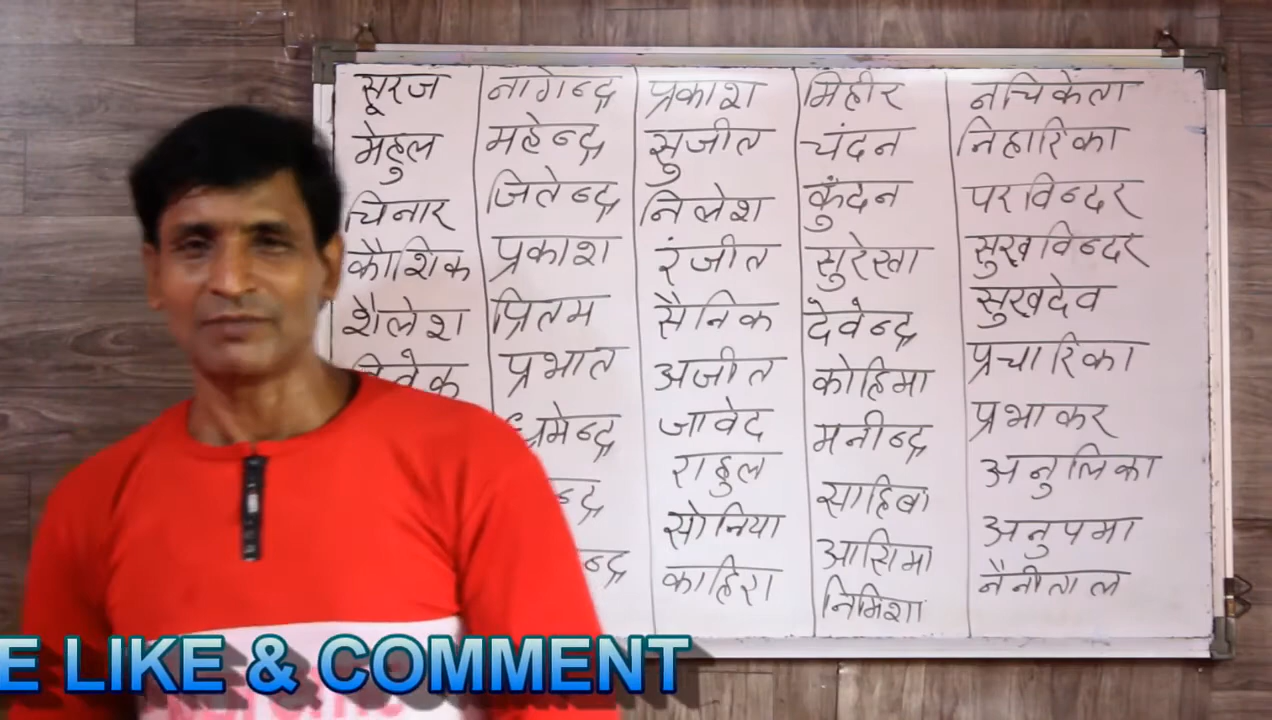 सूरज
मेहुल
चिनार
कौशिक
शैलेश
नागेन्द्र
महेन्द्र
जितेन्द्र
प्रकाश
प्रितम
प्रभात
प्रकाश
सुजीत
निलेश
रंजीत
सैनिक
अजीत
जावेद
राहुल
सोनिया
काहिरा
मिहीर
चंदन
कुंदन
सुरेखा
देवेन्द्र
कोहिमा
मनीन्द्र
साहिबा
आसिमा
निमिशा
नचिकेता
निहारिका
परविन्दर
सुखविन्दर
सुखदेव
प्रचारिका
प्रभाकर
अनुलिका
अनुपमा
नैनीताल
E LIKE & COMMENT